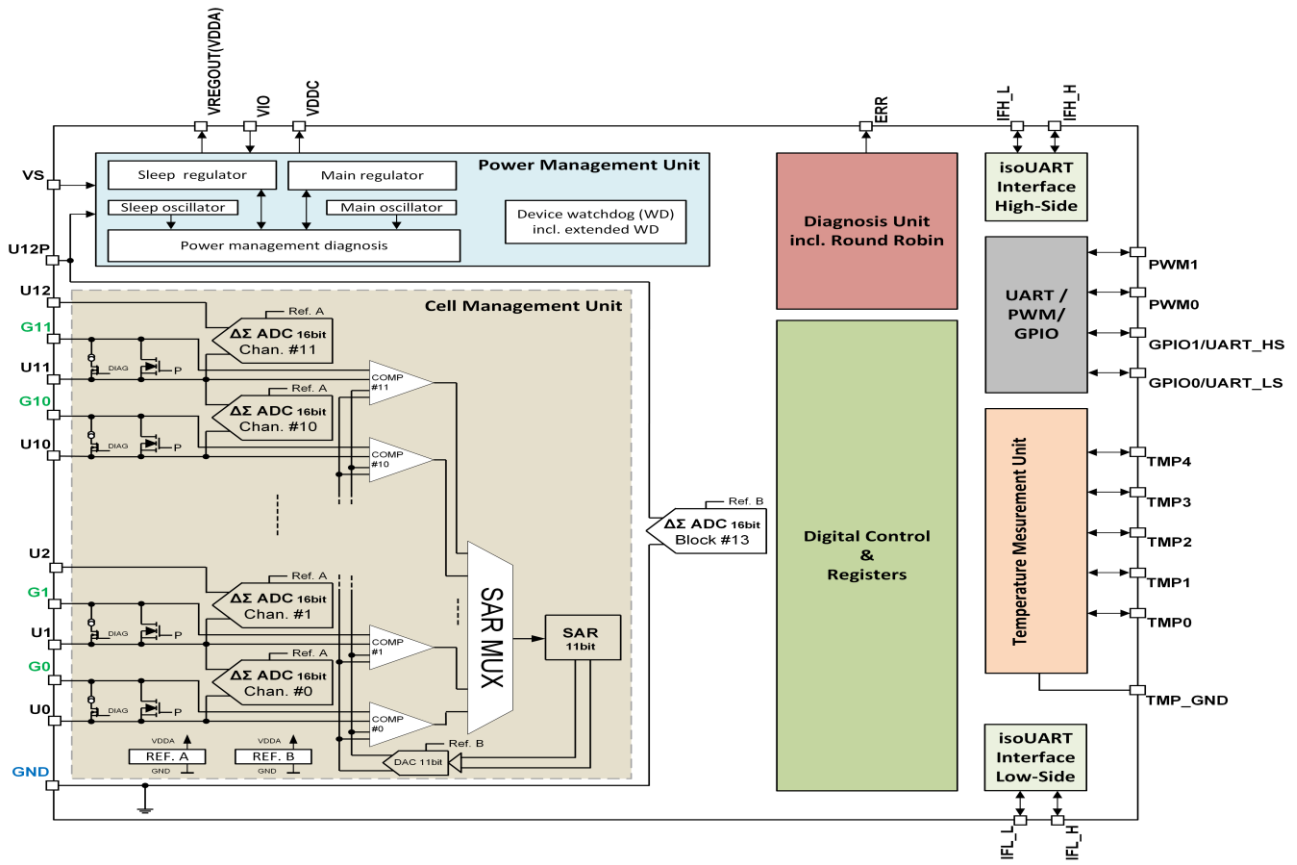 VREGOUT(VDDA)
VIO
VDDC
ERR
IFH_L
IFH_H
VS
U12P
U12
G11
U11
G10
U10
U2
G1
U1
G0
U0
GND
Power Management Unit
Sleep regulator
Main regulator
Sleep oscillator
Main oscillator
Power management diagnosis
Device watchdog (WD)
incl. extended WD
Cell Management Unit
Ref. A
ΔΣ ADC 16bit
Chan. #11
DIAG
P
COMP
#11
Ref. A
ΔΣ ADC 16bit
Chan. #10
DIAG
P
COMP
#10
Ref. A
ΔΣ ADC 16bit
Chan. #1
DIAG
P
COMP
#1
Ref. A
ΔΣ ADC 16bit
Chan. #0
DIAG
P
COMP
#0
VDDA
REF. A
GND
VDDA
REF. B
GND
SAR MUX
SAR
11bit
Ref. B
DAC 11bit
Ref. B
ΔΣ ADC 16bit
Block #13
Diagnosis Unit
incl. Round Robin
Digital Control
&
Registers
isoUART
Interface
High-Side
UART /
PWM/
GPIO
PWM1
PWM0
GPIO1/UART_HS
GPIO0/UART_LS
Temperature Mesurement Unit
TMP4
TMP3
TMP2
TMP1
TMP0
TMP_GND
isoUART
Interface
Low-Side
IFL_L
IFL_H